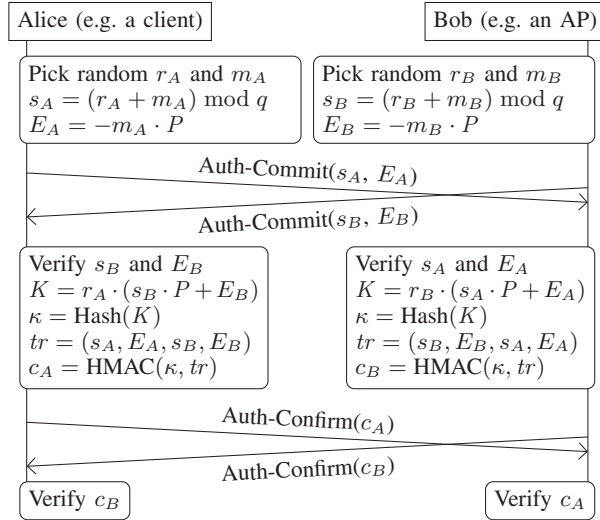 Alice (e.g. a client)
Bob (e.g. an AP)
Pick random r_A and m_A
s_A = (r_A + m_A) mod q
E_A = −m_A · P
Pick random r_B and m_B
s_B = (r_B + m_B) mod q
E_B = −m_B · P
Auth-Commit(s_A, E_A)
Auth-Commit(s_B, E_B)
Verify s_B and E_B
K = r_A · (s_B · P + E_B)
κ = Hash(K)
tr = (s_A, E_A, s_B, E_B)
c_A = HMAC(κ, tr)
Verify s_A and E_A
K = r_B · (s_A · P + E_A)
κ = Hash(K)
tr = (s_B, E_B, s_A, E_A)
c_B = HMAC(κ, tr)
Auth-Confirm(c_A)
Auth-Confirm(c_B)
Verify c_B
Verify c_A